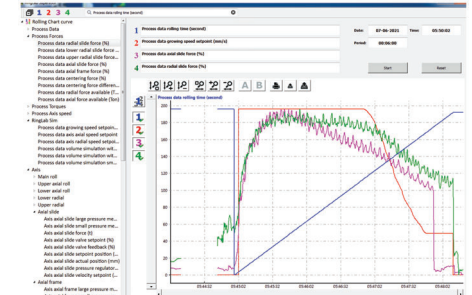 1 2 3 4
Process data rolling time (second)
Rolling Chart curve
Process Data
Process Forces
Process data radial slide force (%)
Process data lower radial slide force ...
Process data upper radial slide force...
Process data axial slide force (%)
Process data axial frame force (%)
Process data centering force (%)
Process data centering force differen...
Process data radial force available (T...
Process data axial force available (Ton)
Process Torques
Process Axis speed
RingLab Sim
Process data growing speed setpoin...
Process data axis axial speed setpoint
Process data axis radial speed setpoi...
Process data volume simulation wit...
Process data volume simulation wit...
Process data volume simulation sm...
Axis
Main roll
Upper axial roll
Lower axial roll
Lower radial
Upper radial
Axial slide
Axis axial slide large pressure me...
Axis axial slide small pressure me...
Axis axial slide force (t)
Axis axial slide valve setpoint (%)
Axis axial slide valve feedback (%)
Axis axial slide setpoint position (...
Axis axial slide actual position (mm)
Axis axial slide pressure regulator...
Axis axial slide velocity setpoint (...
Axial frame
Axis axial frame large pressure m...
1 Process data rolling time (second)
2 Process data growing speed setpoint (mm/s)
3 Process data axial slide force (%)
4 Process data radial slide force (%)
Date: 07-06-2021 Time: 05:50:02
Period: 00:06:00
Start Reset
A B
1
2
3
4
Process data rolling time (second)
200
180
160
140
120
100
80
60
40
20
0
05:44:02 05:45:02 05:46:02 05:47:02 05:48:02